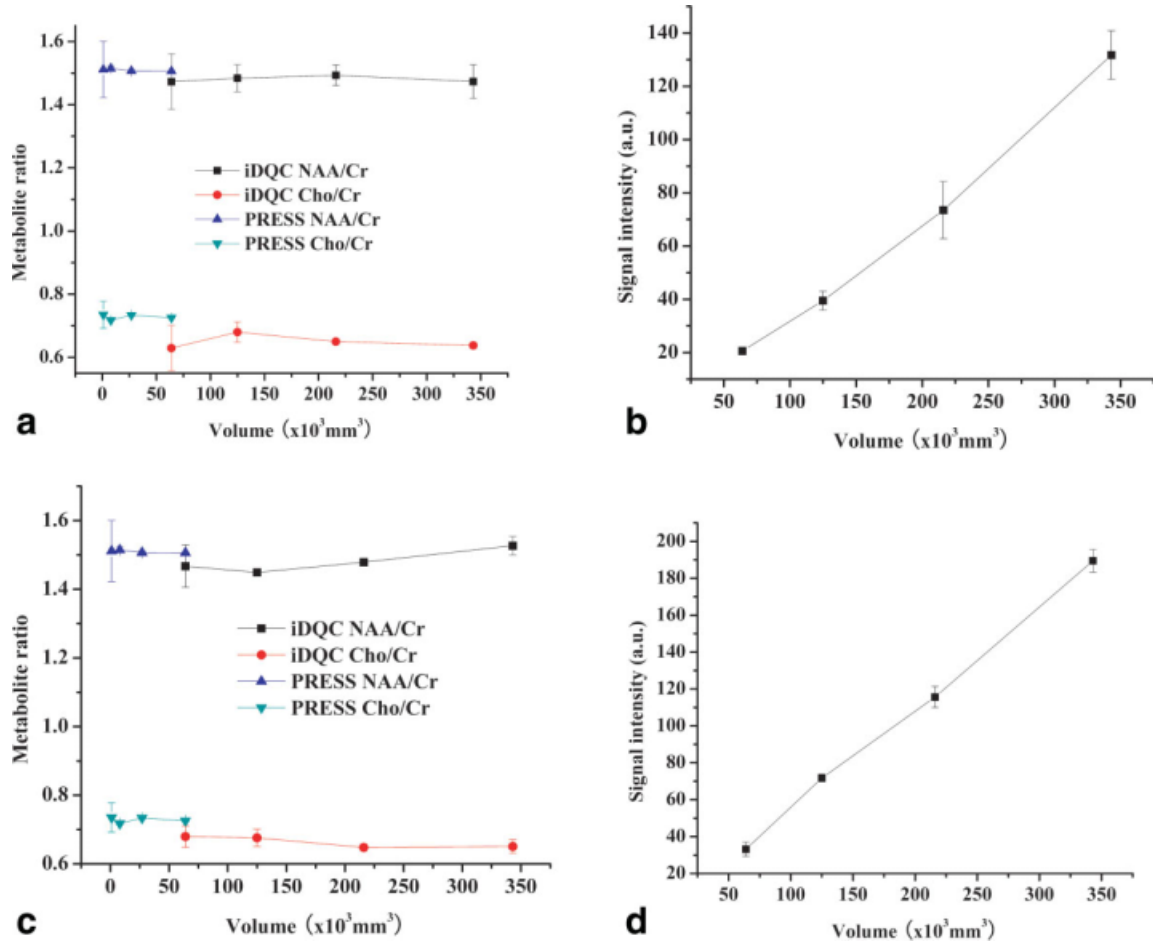 1.6
1.4
1.2
1.0
0.8
0.6
Metabolite ratio
iDQC NAA/Cr
iDQC Cho/Cr
PRESS NAA/Cr
PRESS Cho/Cr
0 50 100 150 200 250 300 350
Volume (x10³mm³)
a
140
120
100
80
60
40
20
Signal intensity (a.u.)
50 100 150 200 250 300 350
Volume (x10³mm³)
b
1.6
1.4
1.2
1.0
0.8
0.6
Metabolite ratio
iDQC NAA/Cr
iDQC Cho/Cr
PRESS NAA/Cr
PRESS Cho/Cr
0 50 100 150 200 250 300 350
Volume (x10³mm³)
c
200
180
160
140
120
100
80
60
40
20
Signal intensity (a.u.)
50 100 150 200 250 300 350
Volume (x10³mm³)
d